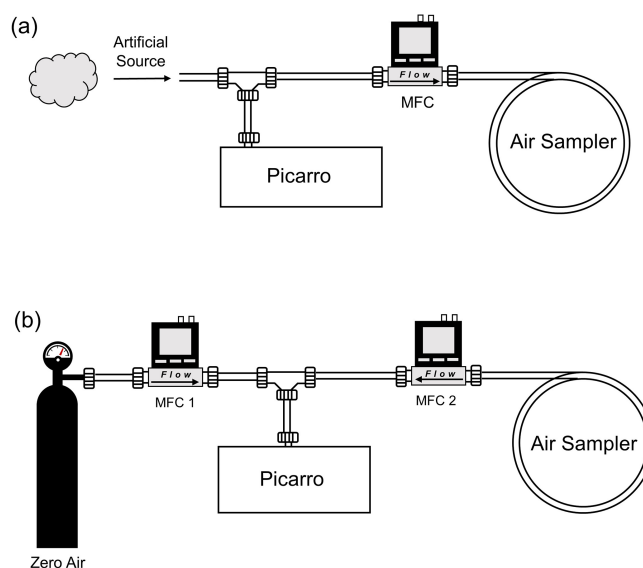 (a)
Artificial
Source
Flow
MFC
Air Sampler
Picarro
(b)
Flow
MFC 1
Flow
MFC 2
Air Sampler
Picarro
Zero Air